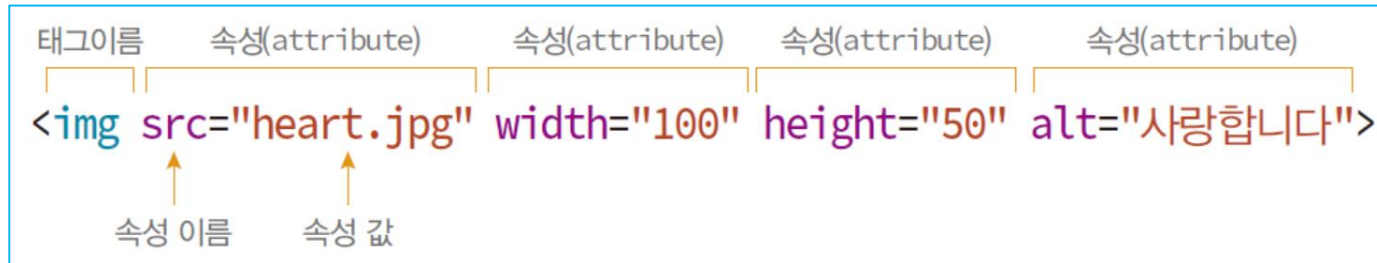 태그이름 속성(attribute) 속성(attribute) 속성(attribute) 속성(attribute)
<img src="heart.jpg" width="100" height="50" alt="사랑합니다">
속성 이름 속성 값